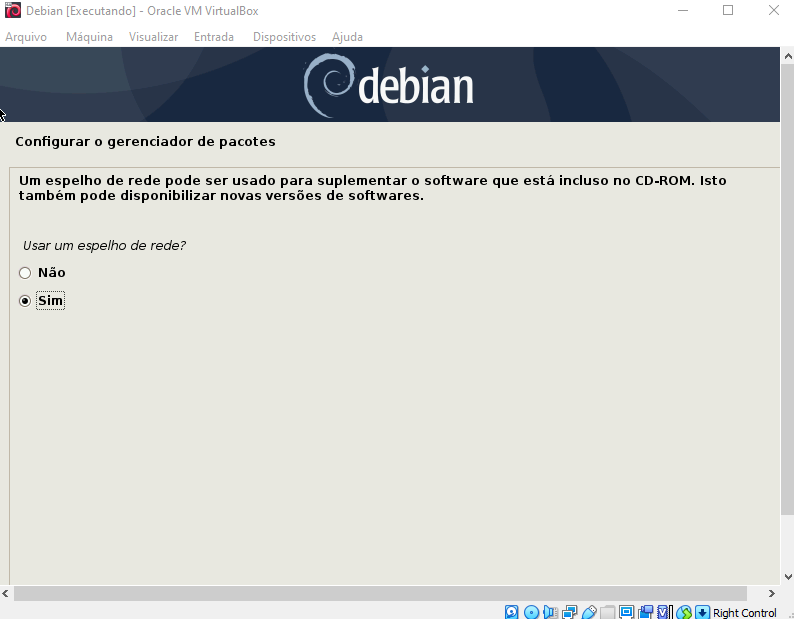 Debian [Executando] - Oracle VM VirtualBox
Arquivo Máquina Visualizar Entrada Dispositivos Ajuda
debian
Configurar o gerenciador de pacotes
Um espelho de rede pode ser usado para suplementar o software que está incluso no CD-ROM. Isto
também pode disponibilizar novas versões de softwares.
Usar um espelho de rede?
Não
Sim
Right Control